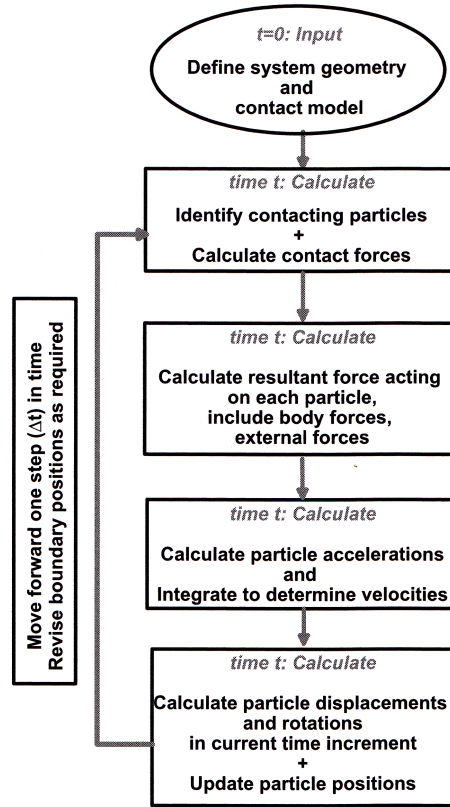 t=0: Input
Define system geometry
and
contact model
time t: Calculate
Identify contacting particles
+
Calculate contact forces
time t: Calculate
Calculate resultant force acting
on each particle,
include body forces,
external forces
time t: Calculate
Calculate particle accelerations
and
Integrate to determine velocities
time t: Calculate
Calculate particle displacements
and rotations
in current time increment
+
Update particle positions
Move forward one step (Δt) in time
Revise boundary positions as required